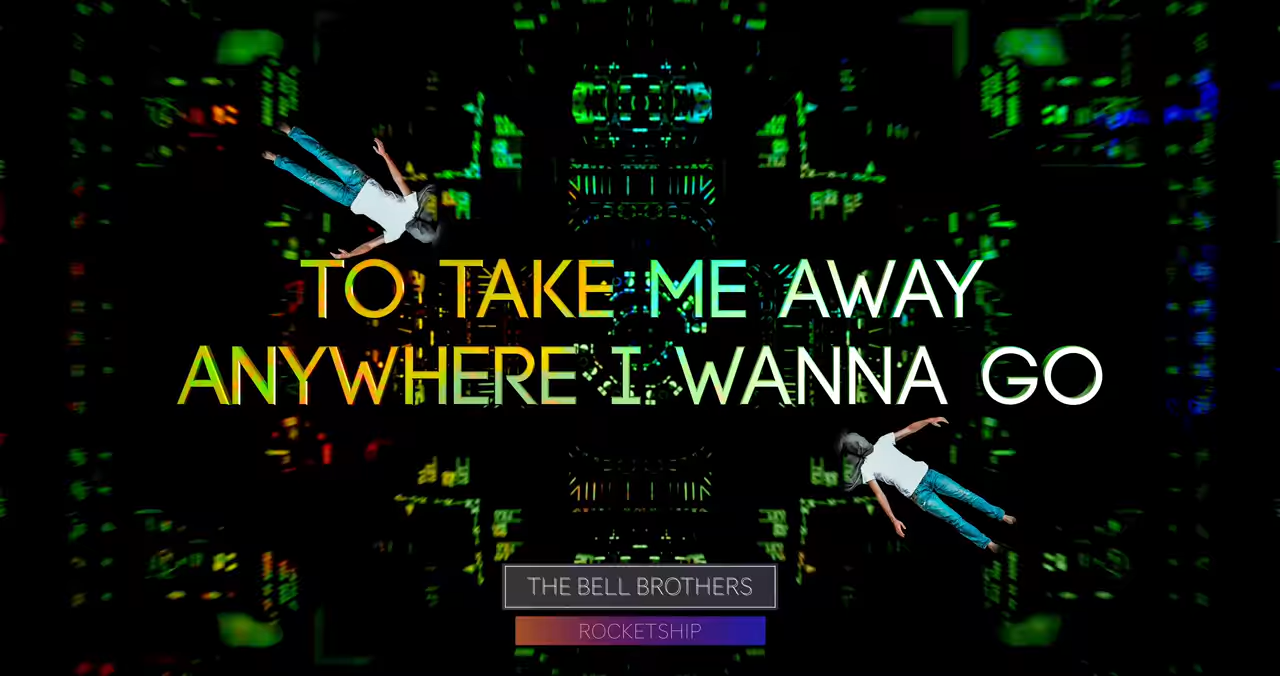 TO TAKE ME AWAY
ANYWHERE I WANNA GO
THE BELL BROTHERS
ROCKETSHIP